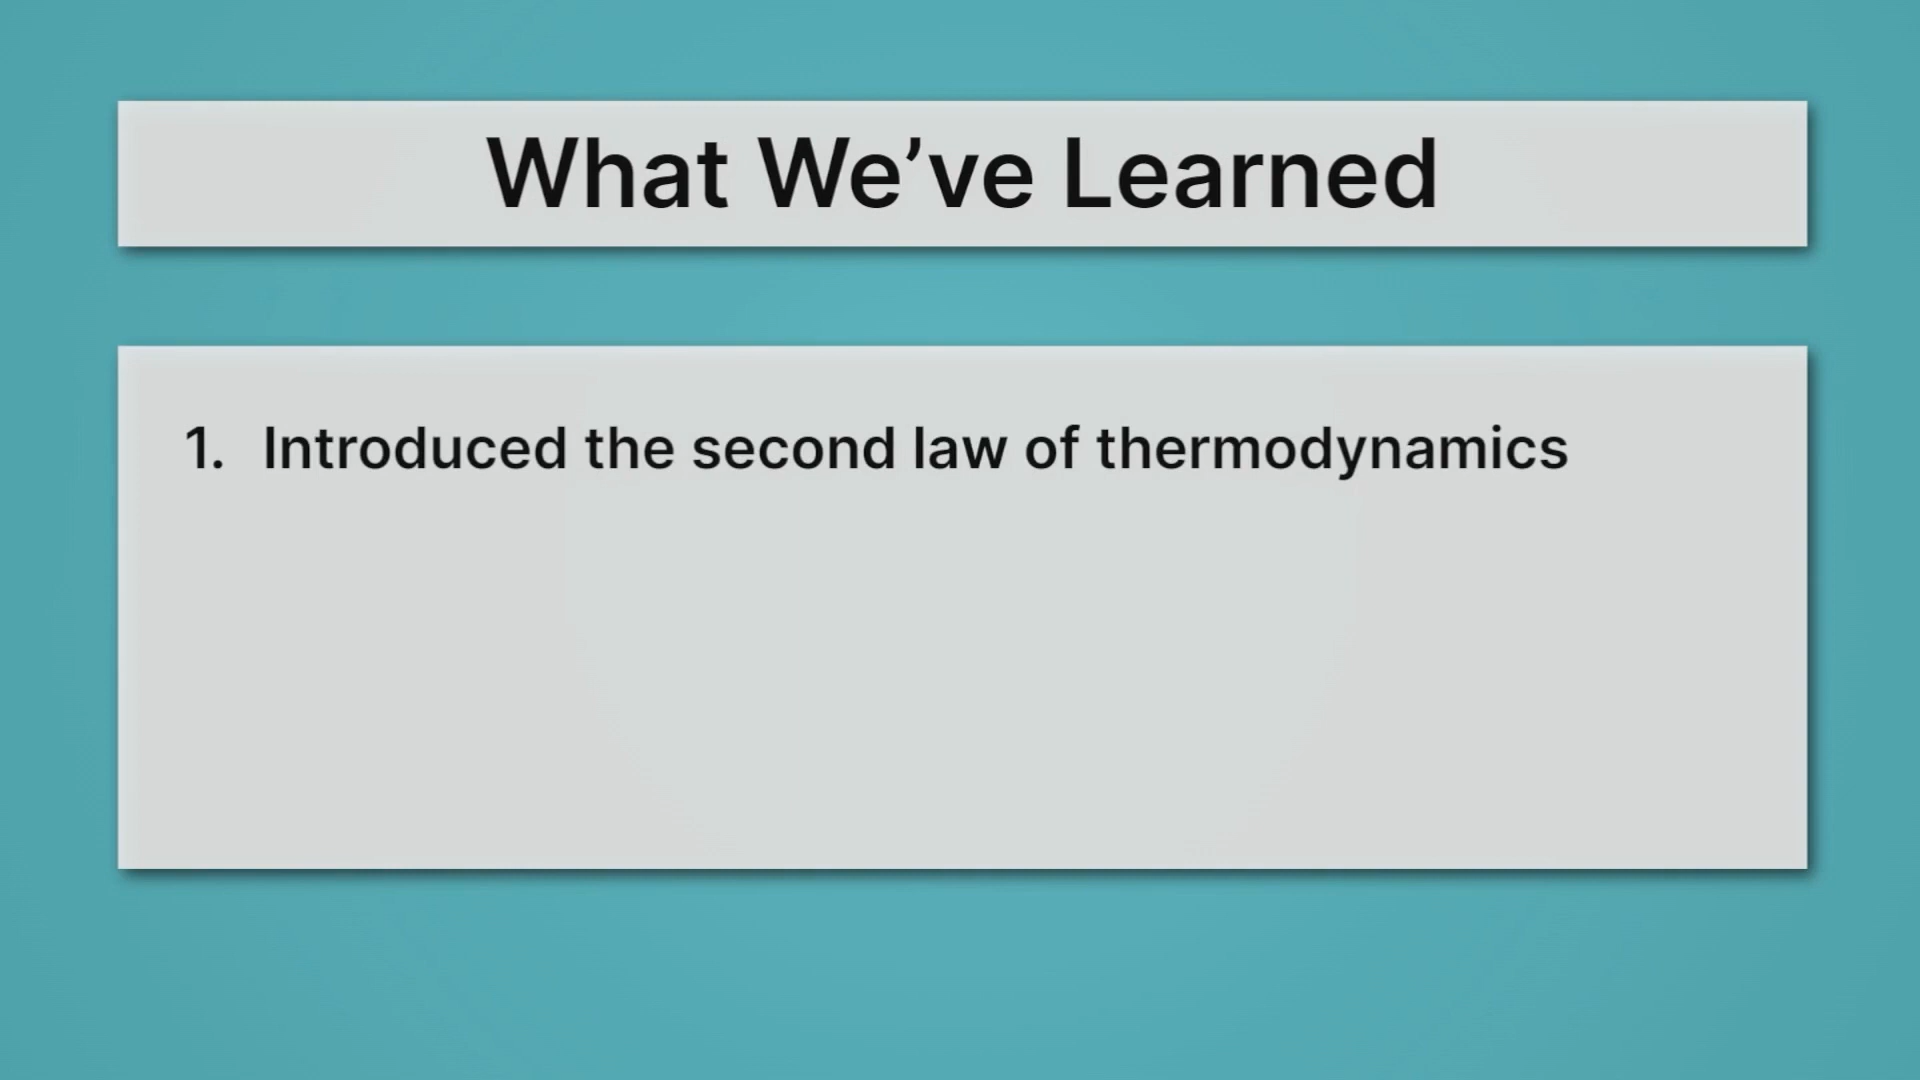 What We’ve Learned
1. Introduced the second law of thermodynamics